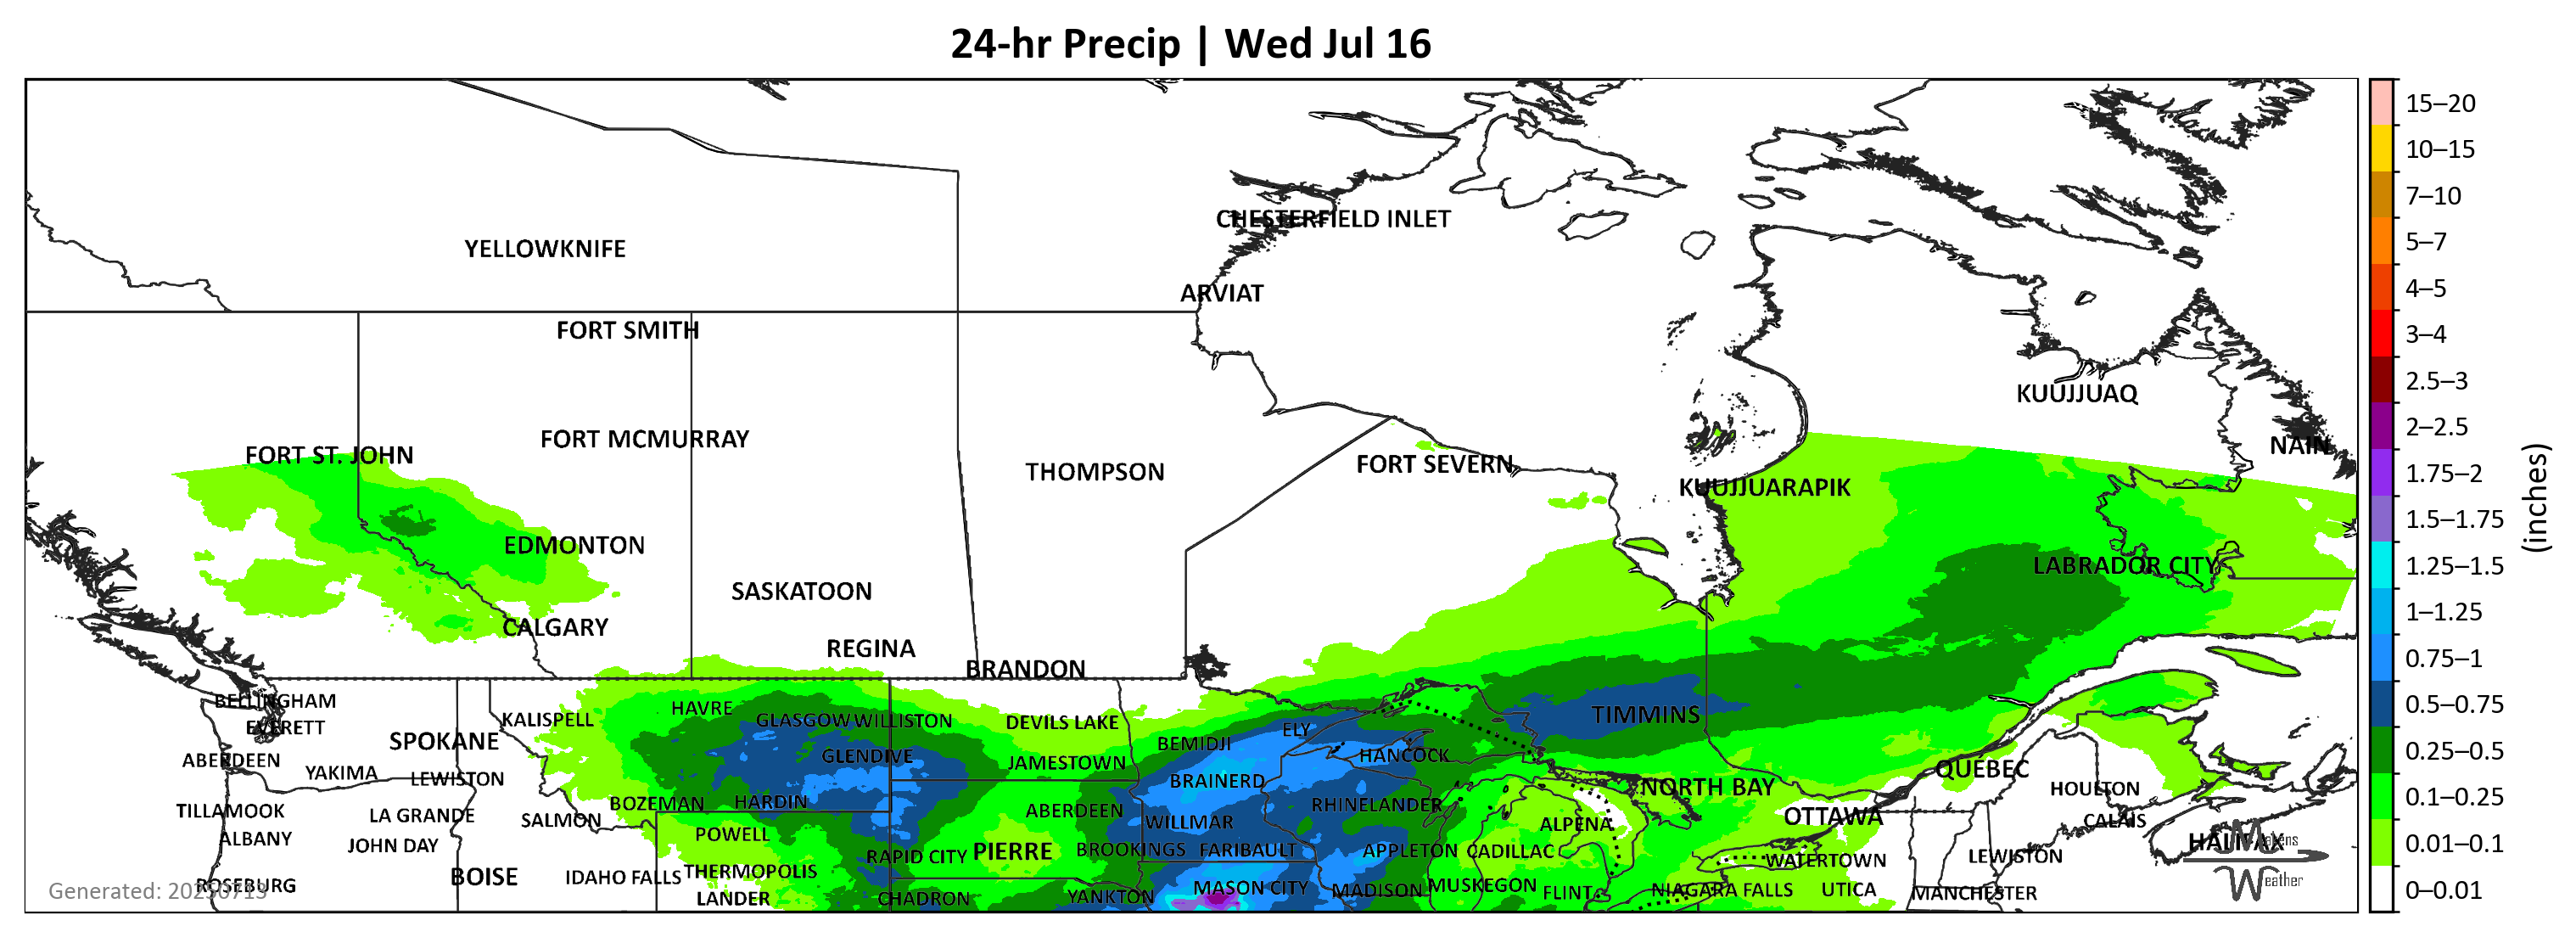 24-hr Precip | Wed Jul 16
CHESTERFIELD INLET
YELLOWKNIFE
ARVIAT
FORT SMITH
KUUJJUAQ
FORT MCMURRAY
NAIN
FORT ST. JOHN
THOMPSON
FORT SEVERN
KUUJJUARAPIK
EDMONTON
LABRADOR CITY
SASKATOON
CALGARY
REGINA
BRANDON
BELLINGHAM
HAVRE
KALISPELL
GLASGOW
WILLISTON
DEVILS LAKE
TIMMINS
EVERETT
ELY
SPOKANE
BEMIDJI
GLENDIVE
HANCOCK
ABERDEEN
JAMESTOWN
QUEBEC
YAKIMA
LEWISTON
BRAINERD
NORTH BAY
HOULTON
BOZEMAN
HARDIN
RHINELANDER
TILLAMOOK
LA GRANDE
SALMON
ABERDEEN
WILLMAR
ALPENA
OTTAWA
CALAIS
ALBANY
JOHN DAY
POWELL
HALIFAX
RAPID CITY
PIERRE
BROOKINGS
FARIBAULT
APPLETON
CADILLAC
WATERTOWN
LEWISTON
BOISE
IDAHO FALLS
THERMOPOLIS
ROSEBURG
MASON CITY
MADISON
MUSKEGON
FLINT
NIAGARA FALLS
UTICA
MANCHESTER
LANDER
CHADRON
YANKTON
Generated: 20250713
Weather
15–20
10–15
7–10
5–7
4–5
3–4
2.5–3
2–2.5
1.75–2
1.5–1.75
1.25–1.5
1–1.25
0.75–1
0.5–0.75
0.25–0.5
0.1–0.25
0.01–0.1
0–0.01
(inches)